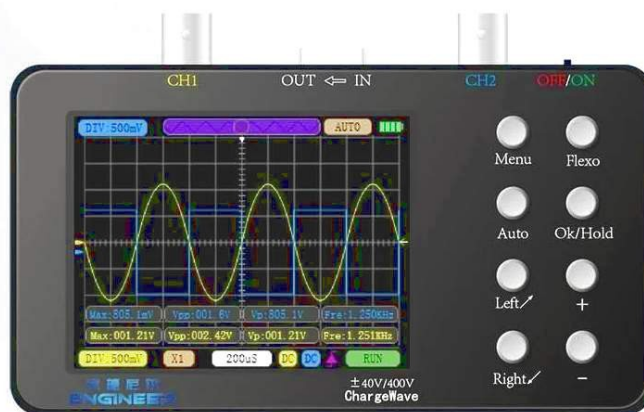 CH1 OUT ⇦ IN CH2 OFF/ON
DIV:500mV AUTO
Menu Flexo
Auto Ok/Hold
Left↗ +
Max:805.1mV Vpp:001.6V Vp:805.1V Fre:1.250KHz
Max:001.21V Vpp:002.42V Vp:001.21V Fre:1.251KHz
DIV:500mV X1 200uS DC DC RUN
Right↙ -
ENGINEER
±40V/400V
ChargeWave